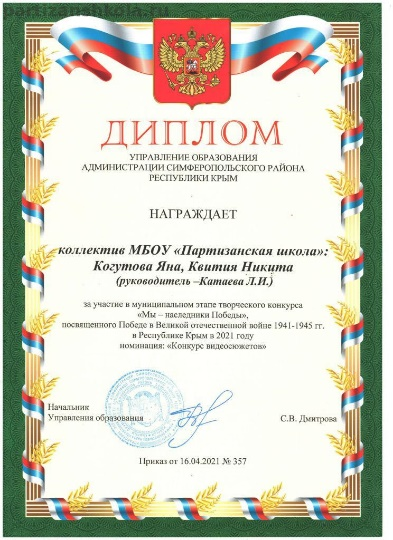 partizanshkola.ru
ДИПЛОМ
УПРАВЛЕНИЕ ОБРАЗОВАНИЯ
АДМИНИСТРАЦИИ СИМФЕРОПОЛЬСКОГО РАЙОНА
РЕСПУБЛИКИ КРЫМ
НАГРАЖДАЕТ
коллектив МБОУ «Партизанская школа»:
Когутова Яна, Квития Никита
(руководитель –Катаева Л.И.)
за участие в муниципальном этапе творческого конкурса
«Мы – наследники Победы»,
посвященного Победе в Великой отечественной войне 1941-1945 гг.
в Республике Крым в 2021 году
номинация: «Конкурс видеосюжетов»
Начальник
Управления образования
С.В. Дмитрова
Приказ от 16.04.2021 № 357